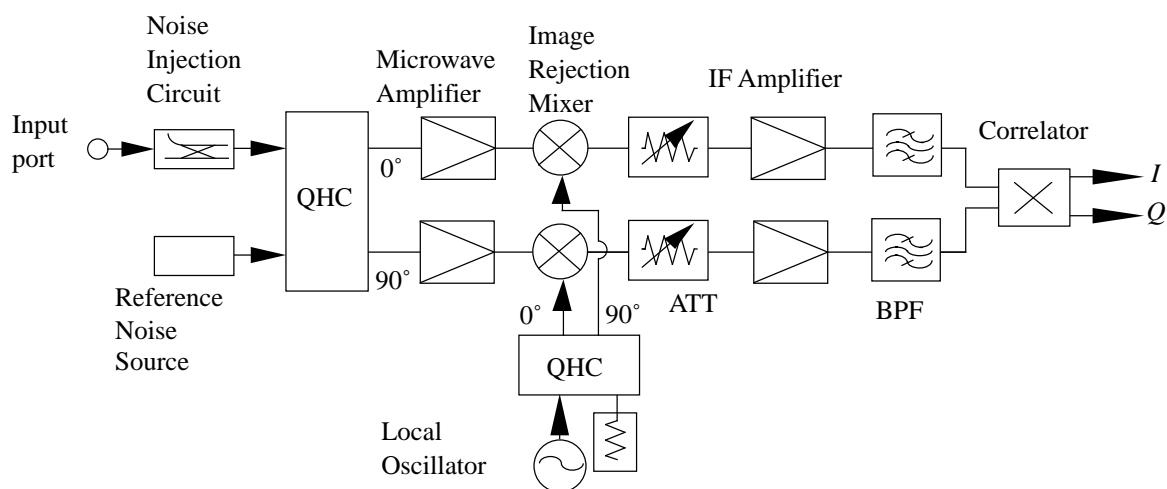 Noise
Injection
Circuit
Microwave
Amplifier
Image
Rejection
Mixer
IF Amplifier
Input
port
Correlator
0°
QHC
I
Q
90°
Reference
Noise
Source
0°
90°
ATT
BPF
QHC
Local
Oscillator